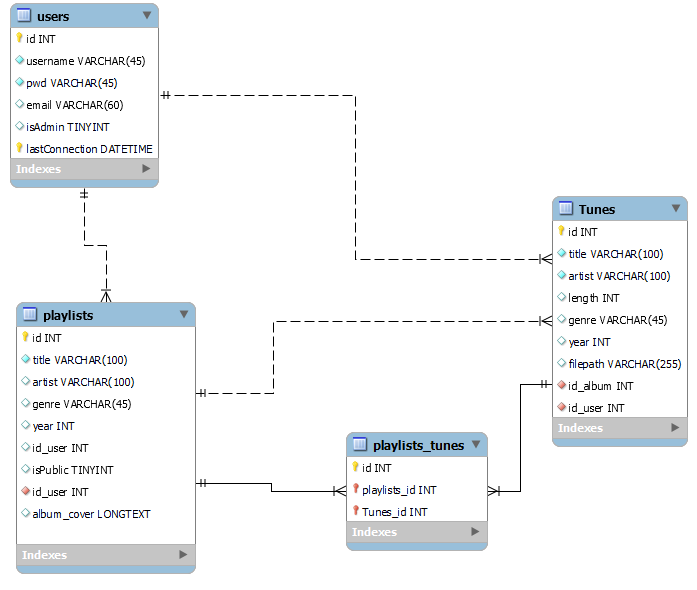 users
id INT
username VARCHAR(45)
pwd VARCHAR(45)
email VARCHAR(60)
isAdmin TINYINT
lastConnection DATETIME
Indexes
Tunes
id INT
title VARCHAR(100)
artist VARCHAR(100)
length INT
genre VARCHAR(45)
year INT
filepath VARCHAR(255)
id_album INT
id_user INT
Indexes
playlists
id INT
title VARCHAR(100)
artist VARCHAR(100)
genre VARCHAR(45)
year INT
id_user INT
isPublic TINYINT
id_user INT
album_cover LONGTEXT
Indexes
playlists_tunes
id INT
playlists_id INT
Tunes_id INT
Indexes